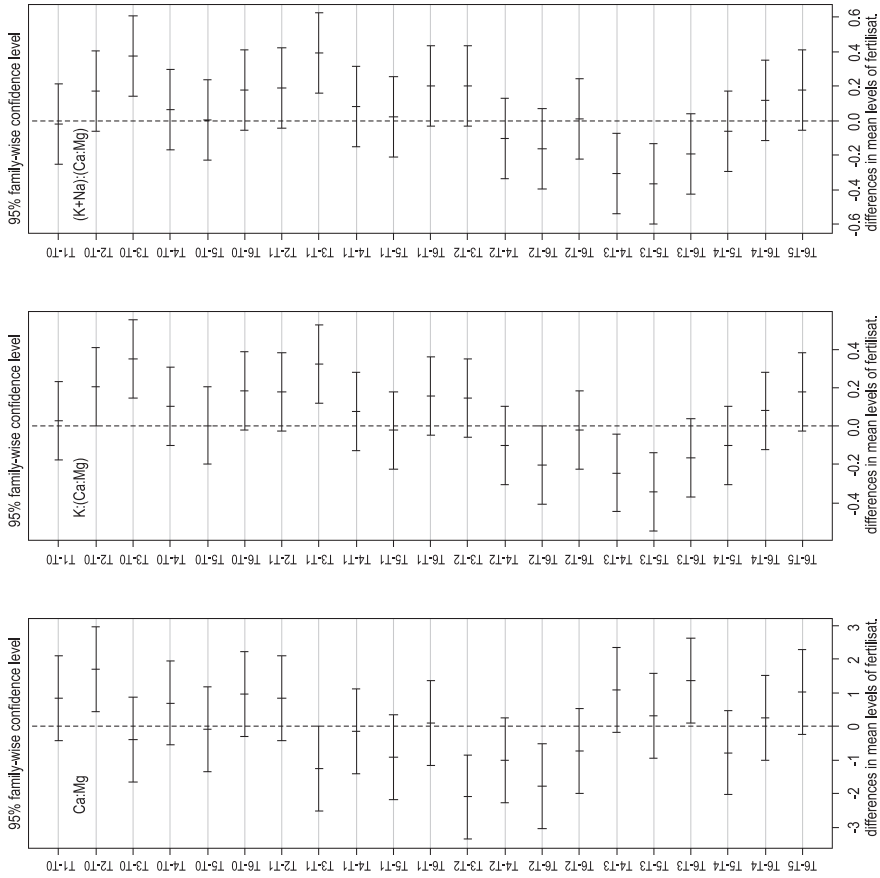 95% family-wise confidence level
Ca:Mg
T1-T0
T2-T0
T3-T0
T4-T0
T5-T0
T6-T0
T2-T1
T3-T1
T4-T1
T5-T1
T6-T1
T3-T2
T4-T2
T5-T2
T6-T2
T4-T3
T5-T3
T6-T3
T5-T4
T6-T4
T6-T5
-3 -2 -1 0 1 2 3
differences in mean levels of fertilisat.
95% family-wise confidence level
K:(Ca:Mg)
T1-T0
T2-T0
T3-T0
T4-T0
T5-T0
T6-T0
T2-T1
T3-T1
T4-T1
T5-T1
T6-T1
T3-T2
T4-T2
T5-T2
T6-T2
T4-T3
T5-T3
T6-T3
T5-T4
T6-T4
T6-T5
-0.4 -0.2 0.0 0.2 0.4
differences in mean levels of fertilisat.
95% family-wise confidence level
(K+Na):(Ca:Mg)
T1-T0
T2-T0
T3-T0
T4-T0
T5-T0
T6-T0
T2-T1
T3-T1
T4-T1
T5-T1
T6-T1
T3-T2
T4-T2
T5-T2
T6-T2
T4-T3
T5-T3
T6-T3
T5-T4
T6-T4
T6-T5
-0.6 -0.4 -0.2 0.0 0.2 0.4 0.6
differences in mean levels of fertilisat.